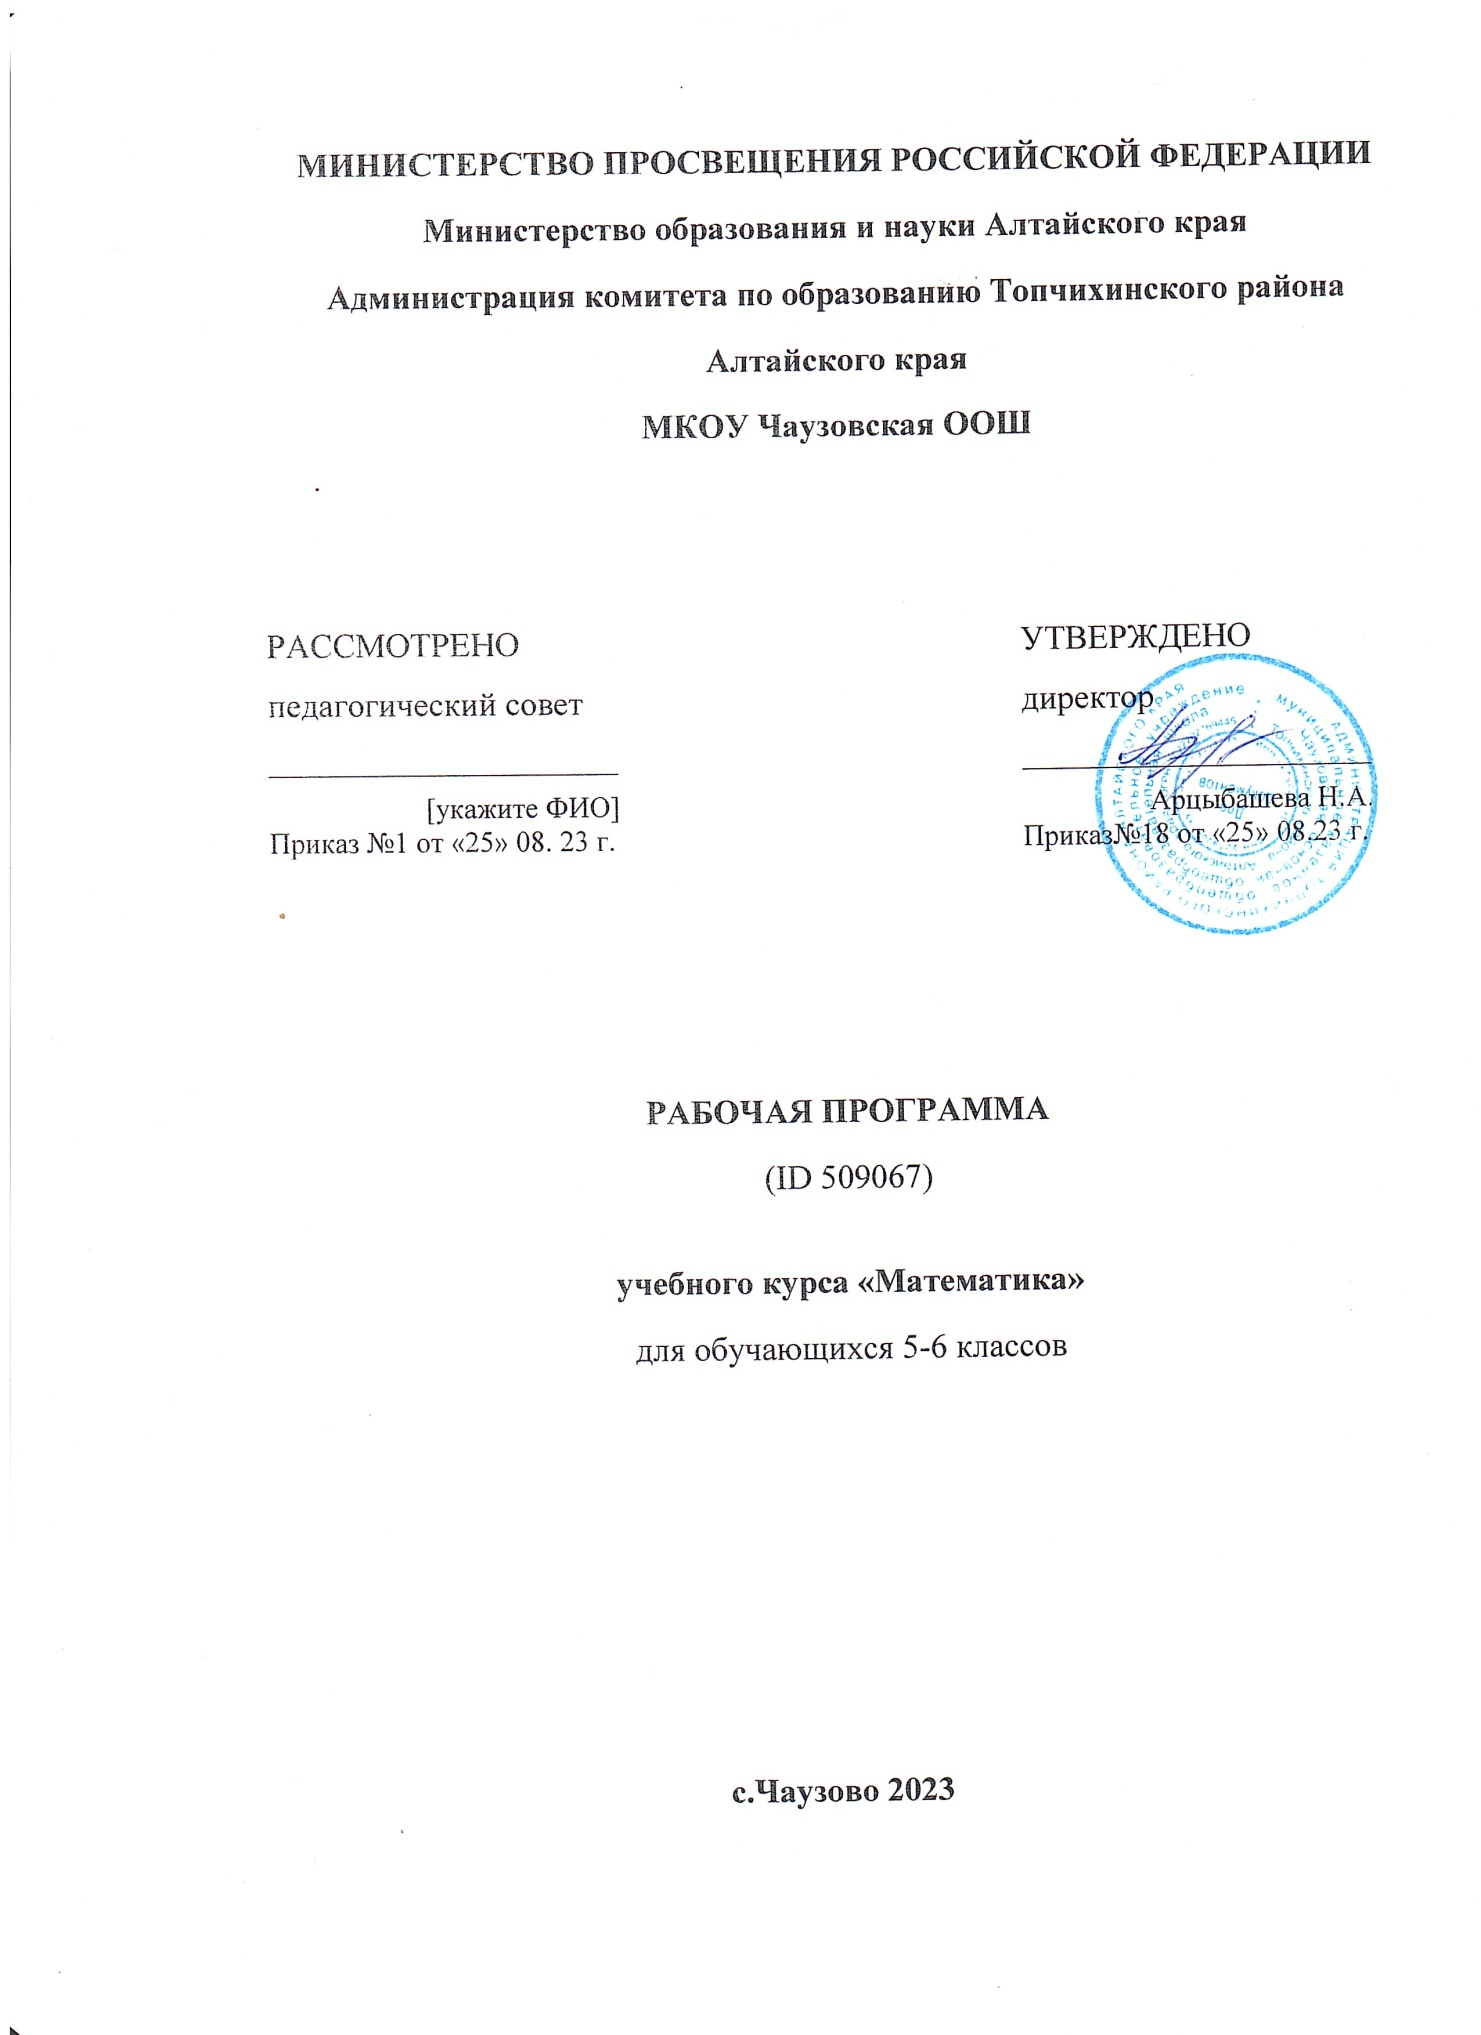 МИНИСТЕРСТВО ПРОСВЕЩЕНИЯ РОССИЙСКОЙ ФЕДЕРАЦИИ
Министерство образования и науки Алтайского края
Администрация комитета по образованию Топчихинского района
Алтайского края
МКОУ Чаузовская ООШ
РАССМОТРЕНО
педагогический совет
[укажите ФИО]
Приказ №1 от «25» 08. 23 г.
УТВЕРЖДЕНО
директор
Арцыбашева Н.А.
Приказ№18 от «25» 08.23 г.
РАБОЧАЯ ПРОГРАММА
(ID 509067)
учебного курса «Математика»
для обучающихся 5-6 классов
с.Чаузово 2023